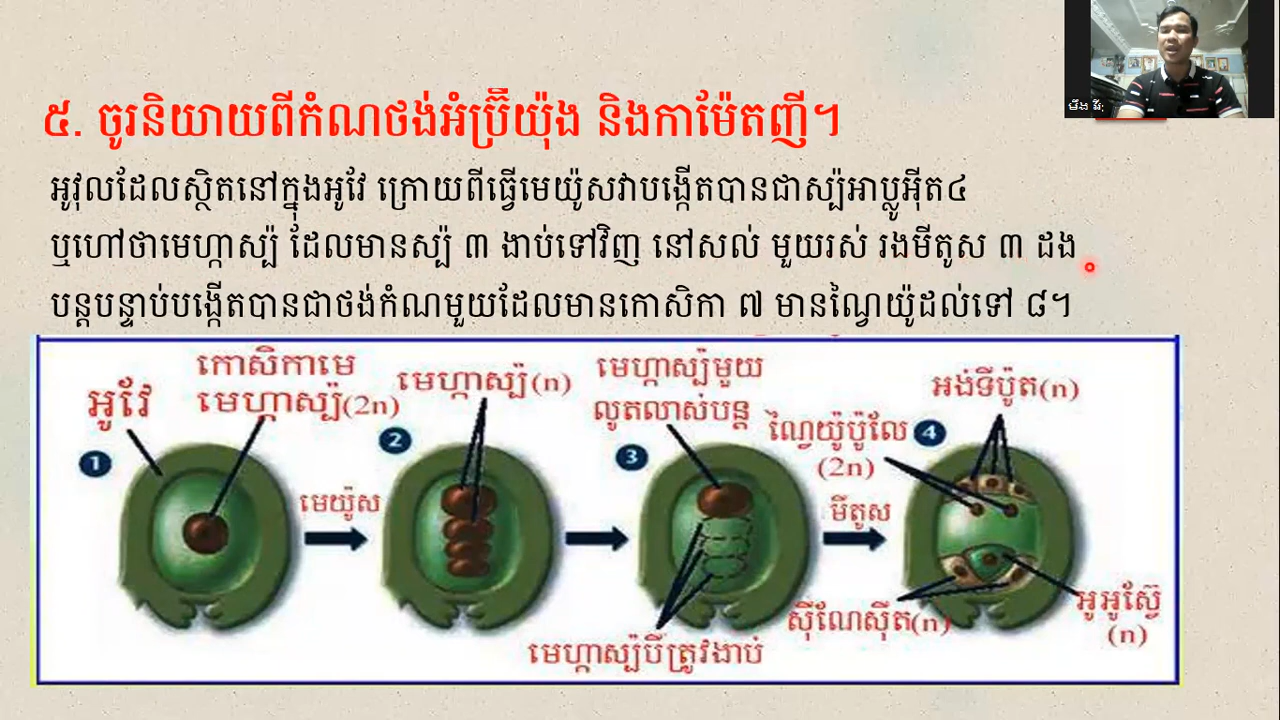 ៥. ចូរនិយាយពីកំណថង់អំប្រ៊ីយ៉ុង និងកាម៉ែតញី។
អូវុលដែលស្ថិតនៅក្នុងអូវែ ក្រោយពីធ្វើមេយ៉ូសវាបង្កើតបានជាស្ប៉អាប្លូអ៊ីត៤
ឬហៅថាមេហ្កាស្ប៉ ដែលមានស្ប៉ ៣ ងាប់ទៅវិញ នៅសល់ មួយរស់ រងមីតូស ៣ ដង
បន្តបន្ទាប់បង្កើតបានជាថង់កំណមួយដែលមានកោសិកា ៧ មានណ្វៃយ៉ូដល់ទៅ ៨។
អូវែ
កោសិកាមេ
មេហ្កាស្ប៉(2n)
មេហ្កាស្ប៉(n)
មេហ្កាស្ប៉មួយ
លូតលាស់បន្ត
ណ្វៃយ៉ូប៉ូលែ
(2n)
អង់ទីប៉ូត(n)
1
2
3
4
មេយ៉ូស
មីតូស
មេហ្កាស្ប៉បីត្រូវងាប់
ស៊ីណែស៊ីត(n)
អូអូស្វ៊ែ
(n)